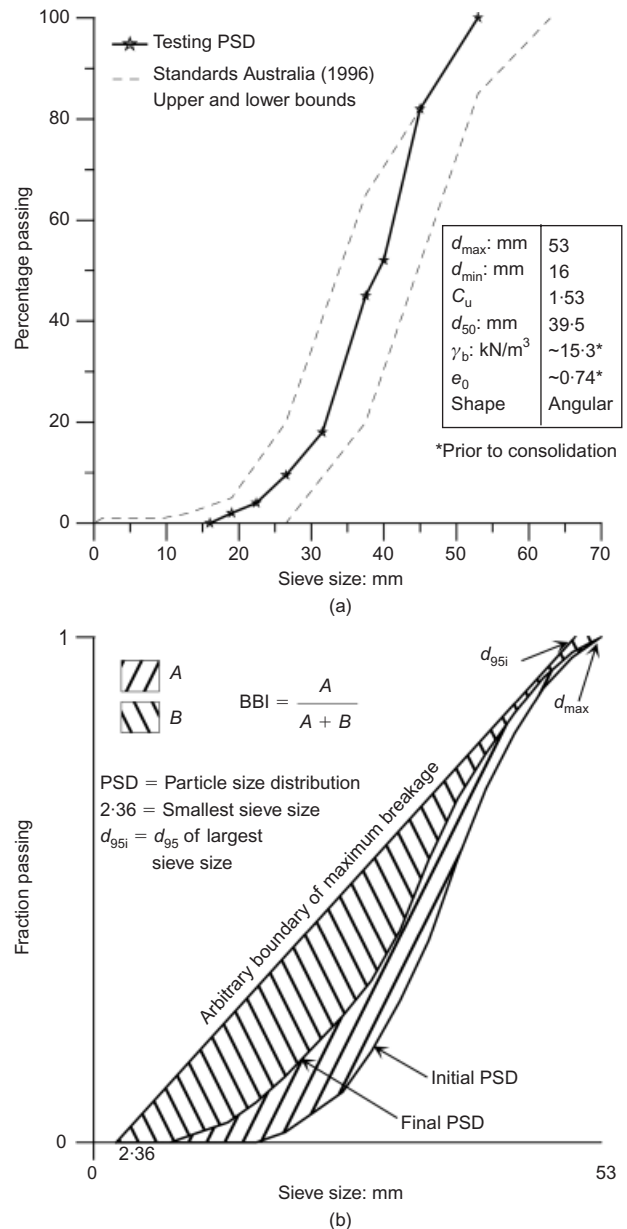 100
80
60
40
20
0
Percentage passing
Testing PSD
Standards Australia (1996)
Upper and lower bounds
d_max: mm 53
d_min: mm 16
C_u 1·53
d_50: mm 39·5
γ_b: kN/m³ ~15·3*
e_0 ~0·74*
Shape Angular
*Prior to consolidation
0 10 20 30 40 50 60 70
Sieve size: mm
(a)
1
A
B
BBI = A / A + B
d_95i
d_max
PSD = Particle size distribution
2·36 = Smallest sieve size
d_95i = d_95 of largest
sieve size
Arbitrary boundary of maximum breakage
Fraction passing
Initial PSD
Final PSD
0
2·36
0 53
Sieve size: mm
(b)